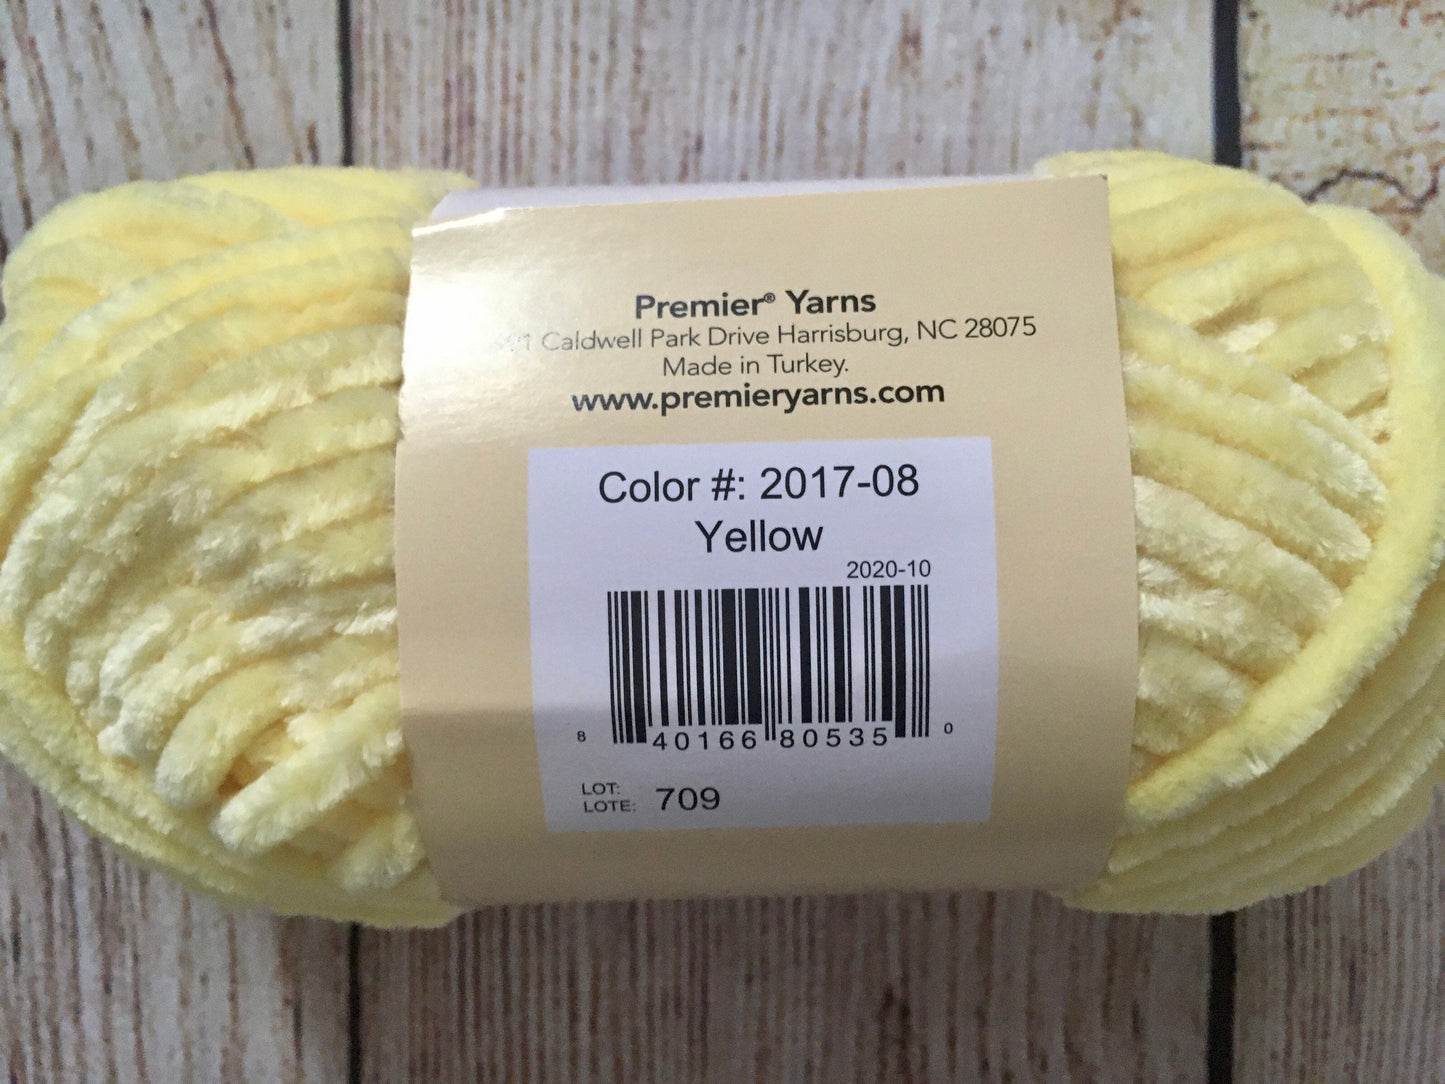 Premier® Yarns
Caldwell Park Drive Harrisburg, NC 28075
Made in Turkey.
www.premieryarns.com
Color #: 2017-08
Yellow
2020-10
8 40166 80535 0
LOT:
LOTE: 709